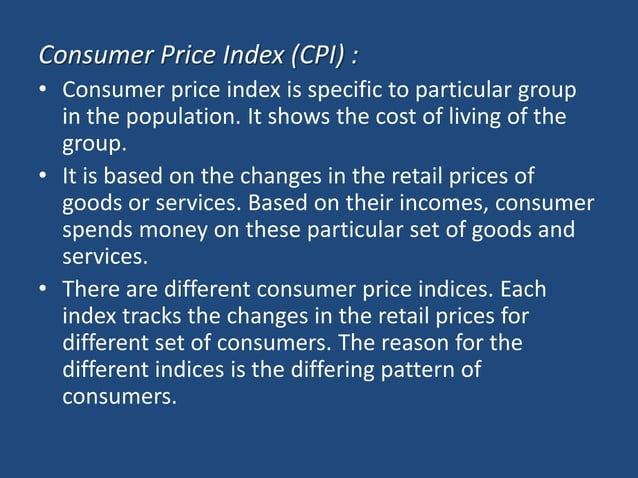 Consumer Price Index (CPI) :
• Consumer price index is specific to particular group
in the population. It shows the cost of living of the
group.
• It is based on the changes in the retail prices of
goods or services. Based on their incomes, consumer
spends money on these particular set of goods and
services.
• There are different consumer price indices. Each
index tracks the changes in the retail prices for
different set of consumers. The reason for the
different indices is the differing pattern of
consumers.